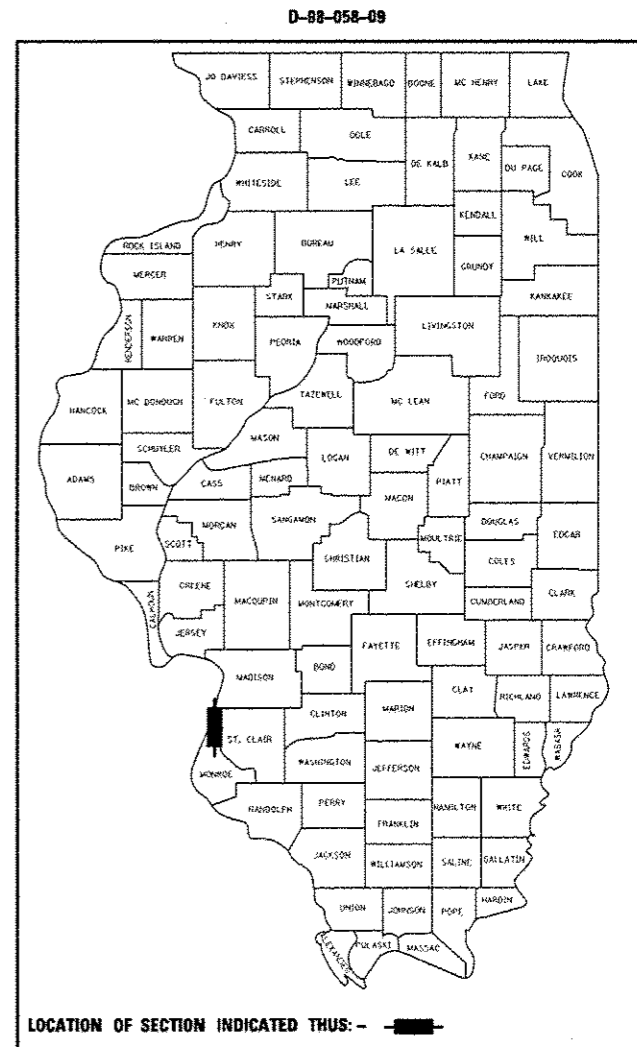 D-98-058-09
JO DAVIESS STEPHENSON WINNEBAGO BOONE MC HENRY LAKE
CARROLL OGLE DE KALB KANE DU PAGE COOK
WHITESIDE LEE
KENDALL WILL
ROCK ISLAND HENRY BUREAU LA SALLE GRUNDY
MERCER PUTNAM KANKAKEE
STARK MARSHALL
HENDERSON WARREN KNOX PEORIA WOODFORD LIVINGSTON IROQUOIS
HANCOCK MC DONOUGH FULTON TAZEWELL MC LEAN FORD
SCHUYLER MASON LOGAN DE WITT CHAMPAIGN VERMILION
ADAMS BROWN CASS MENARD MACON PIATT
PIKE SCOTT MORGAN SANGAMON CHRISTIAN MOULTRIE DOUGLAS EDGAR
COLES
CALHOUN GREENE MACOUPIN MONTGOMERY SHELBY CUMBERLAND CLARK
JERSEY FAYETTE EFFINGHAM JASPER CRAWFORD
MADISON BOND CLAY RICHLAND LAWRENCE
ST. CLAIR CLINTON MARION WAYNE EDWARDS WABASH
MONROE WASHINGTON JEFFERSON
RANDOLPH PERRY HAMILTON WHITE
FRANKLIN
JACKSON WILLIAMSON SALINE GALLATIN
UNION JOHNSON POPE HARDIN
ALEXANDER PULASKI MASSAC
LOCATION OF SECTION INDICATED THUS: -